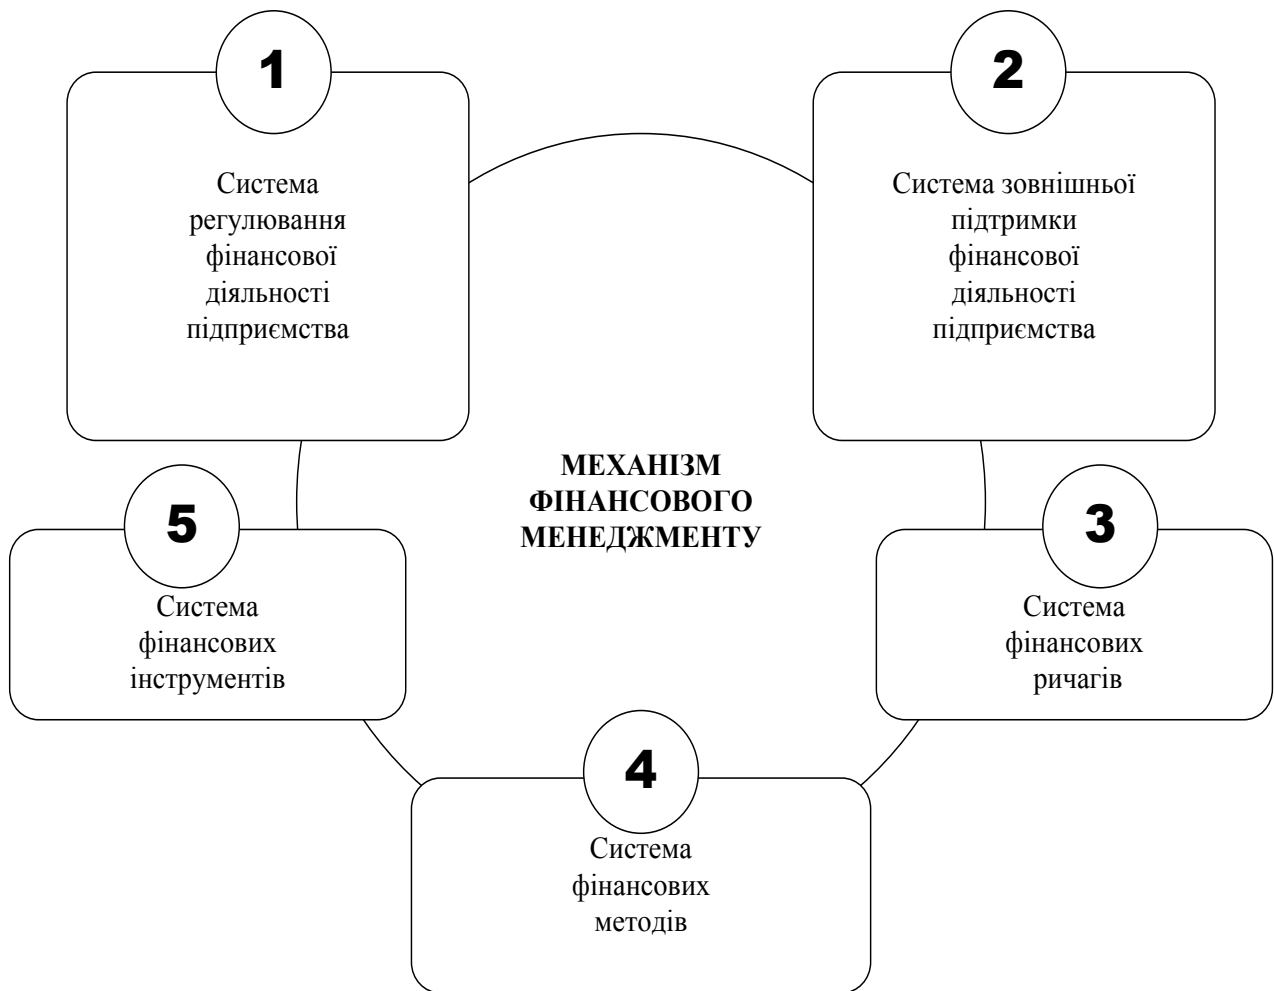 1
Система
регулювання
фінансової
діяльності
підприємства
2
Система зовнішньої
підтримки
фінансової
діяльності
підприємства
МЕХАНІЗМ
ФІНАНСОВОГО
МЕНЕДЖМЕНТУ
5
Система
фінансових
інструментів
3
Система
фінансових
ричагів
4
Система
фінансових
методів